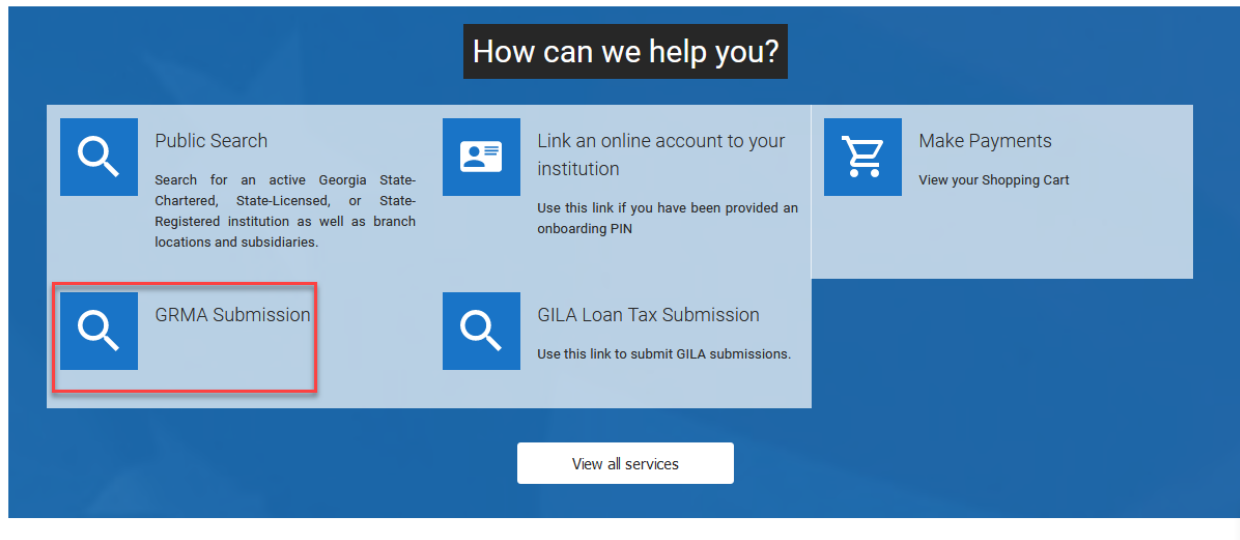 How can we help you?
Public Search
Search for an active Georgia State-
Chartered, State-Licensed, or State-
Registered institution as well as branch
locations and subsidiaries.
Link an online account to your
institution
Use this link if you have been provided an
onboarding PIN
Make Payments
View your Shopping Cart
GRMA Submission
GILA Loan Tax Submission
Use this link to submit GILA submissions.
View all services